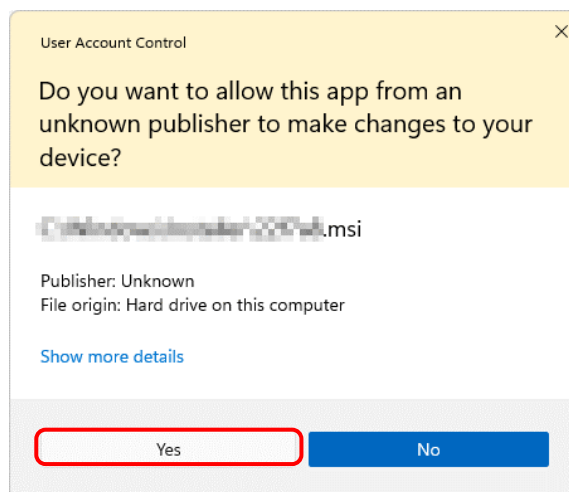 User Account Control
Do you want to allow this app from an
unknown publisher to make changes to your
device?
.msi
Publisher: Unknown
File origin: Hard drive on this computer
Show more details
Yes
No